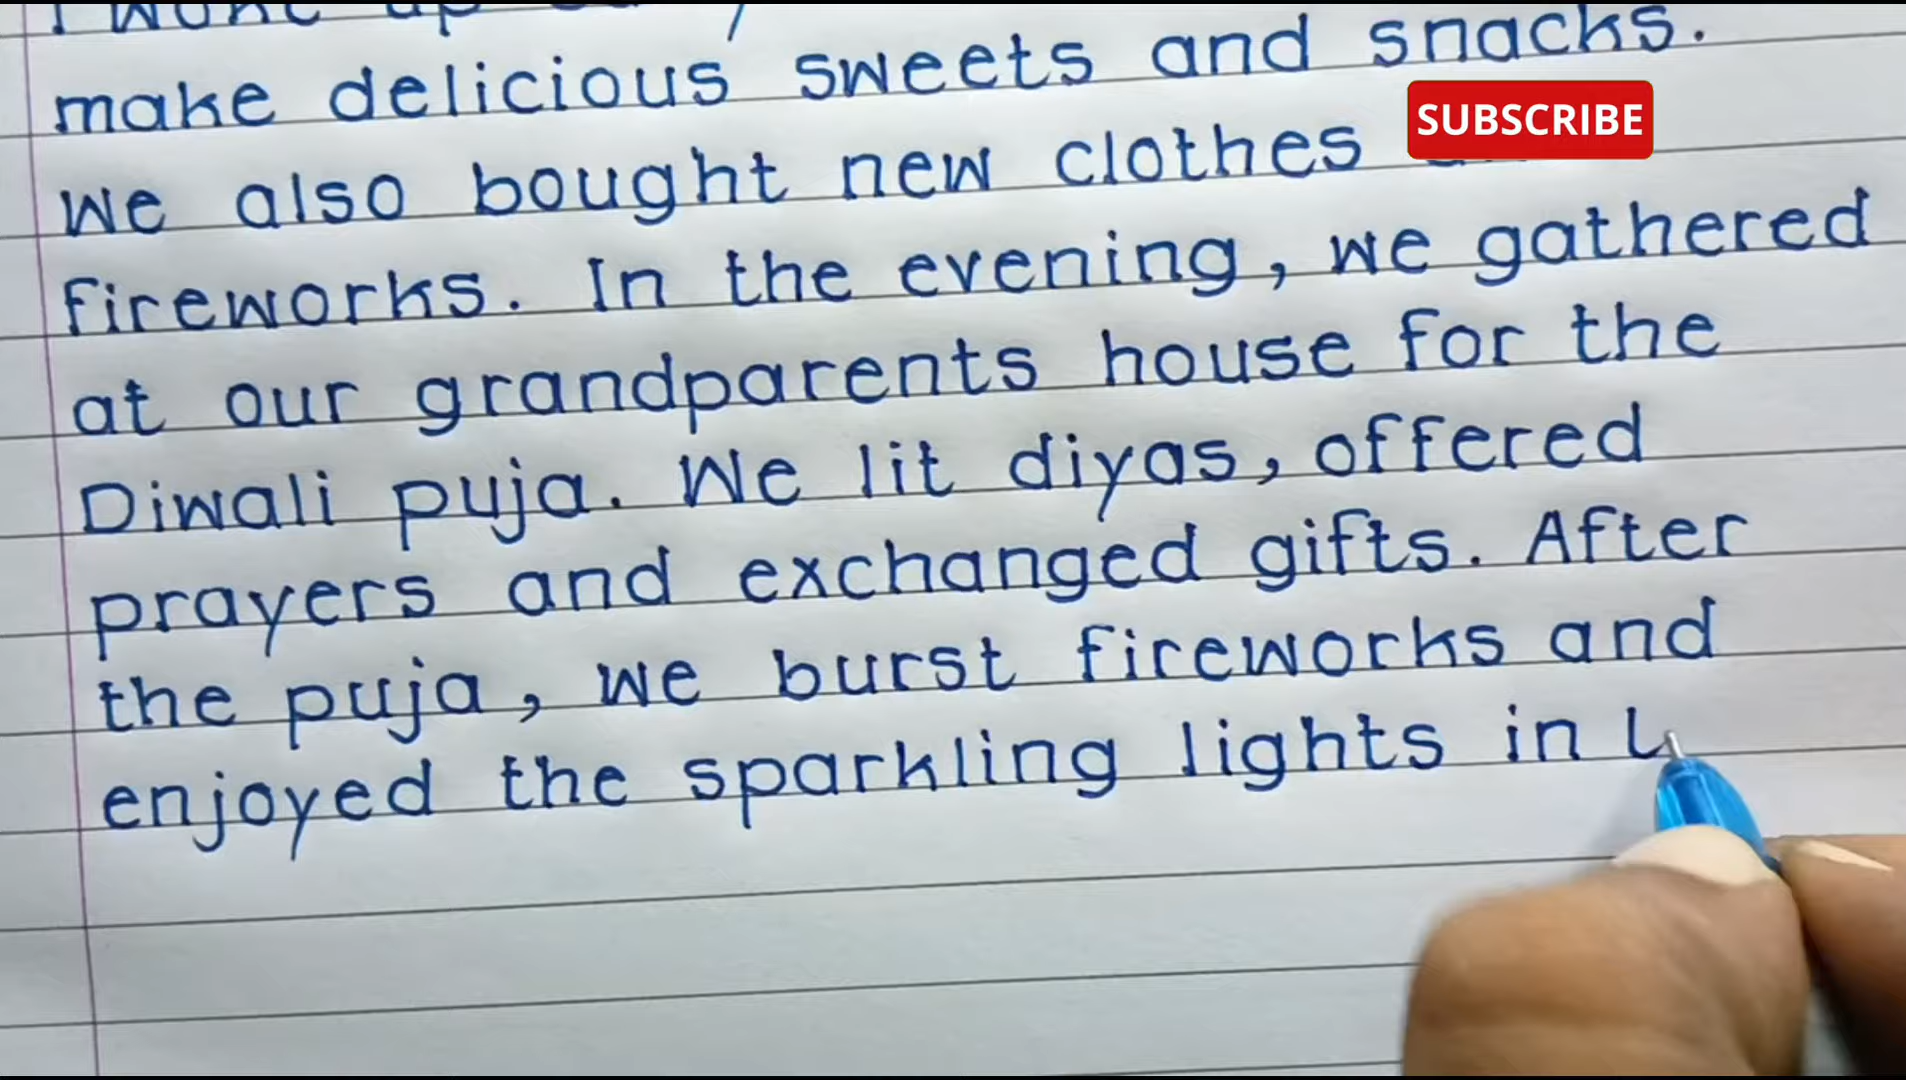 make delicious sweets and snacks.
SUBSCRIBE
We also bought new clothes
fireworks. In the evening, we gathered
at our grandparents house for the
Diwali puja. We lit diyas, offered
prayers and exchanged gifts. After
the puja, we burst fireworks and
enjoyed the sparkling lights in